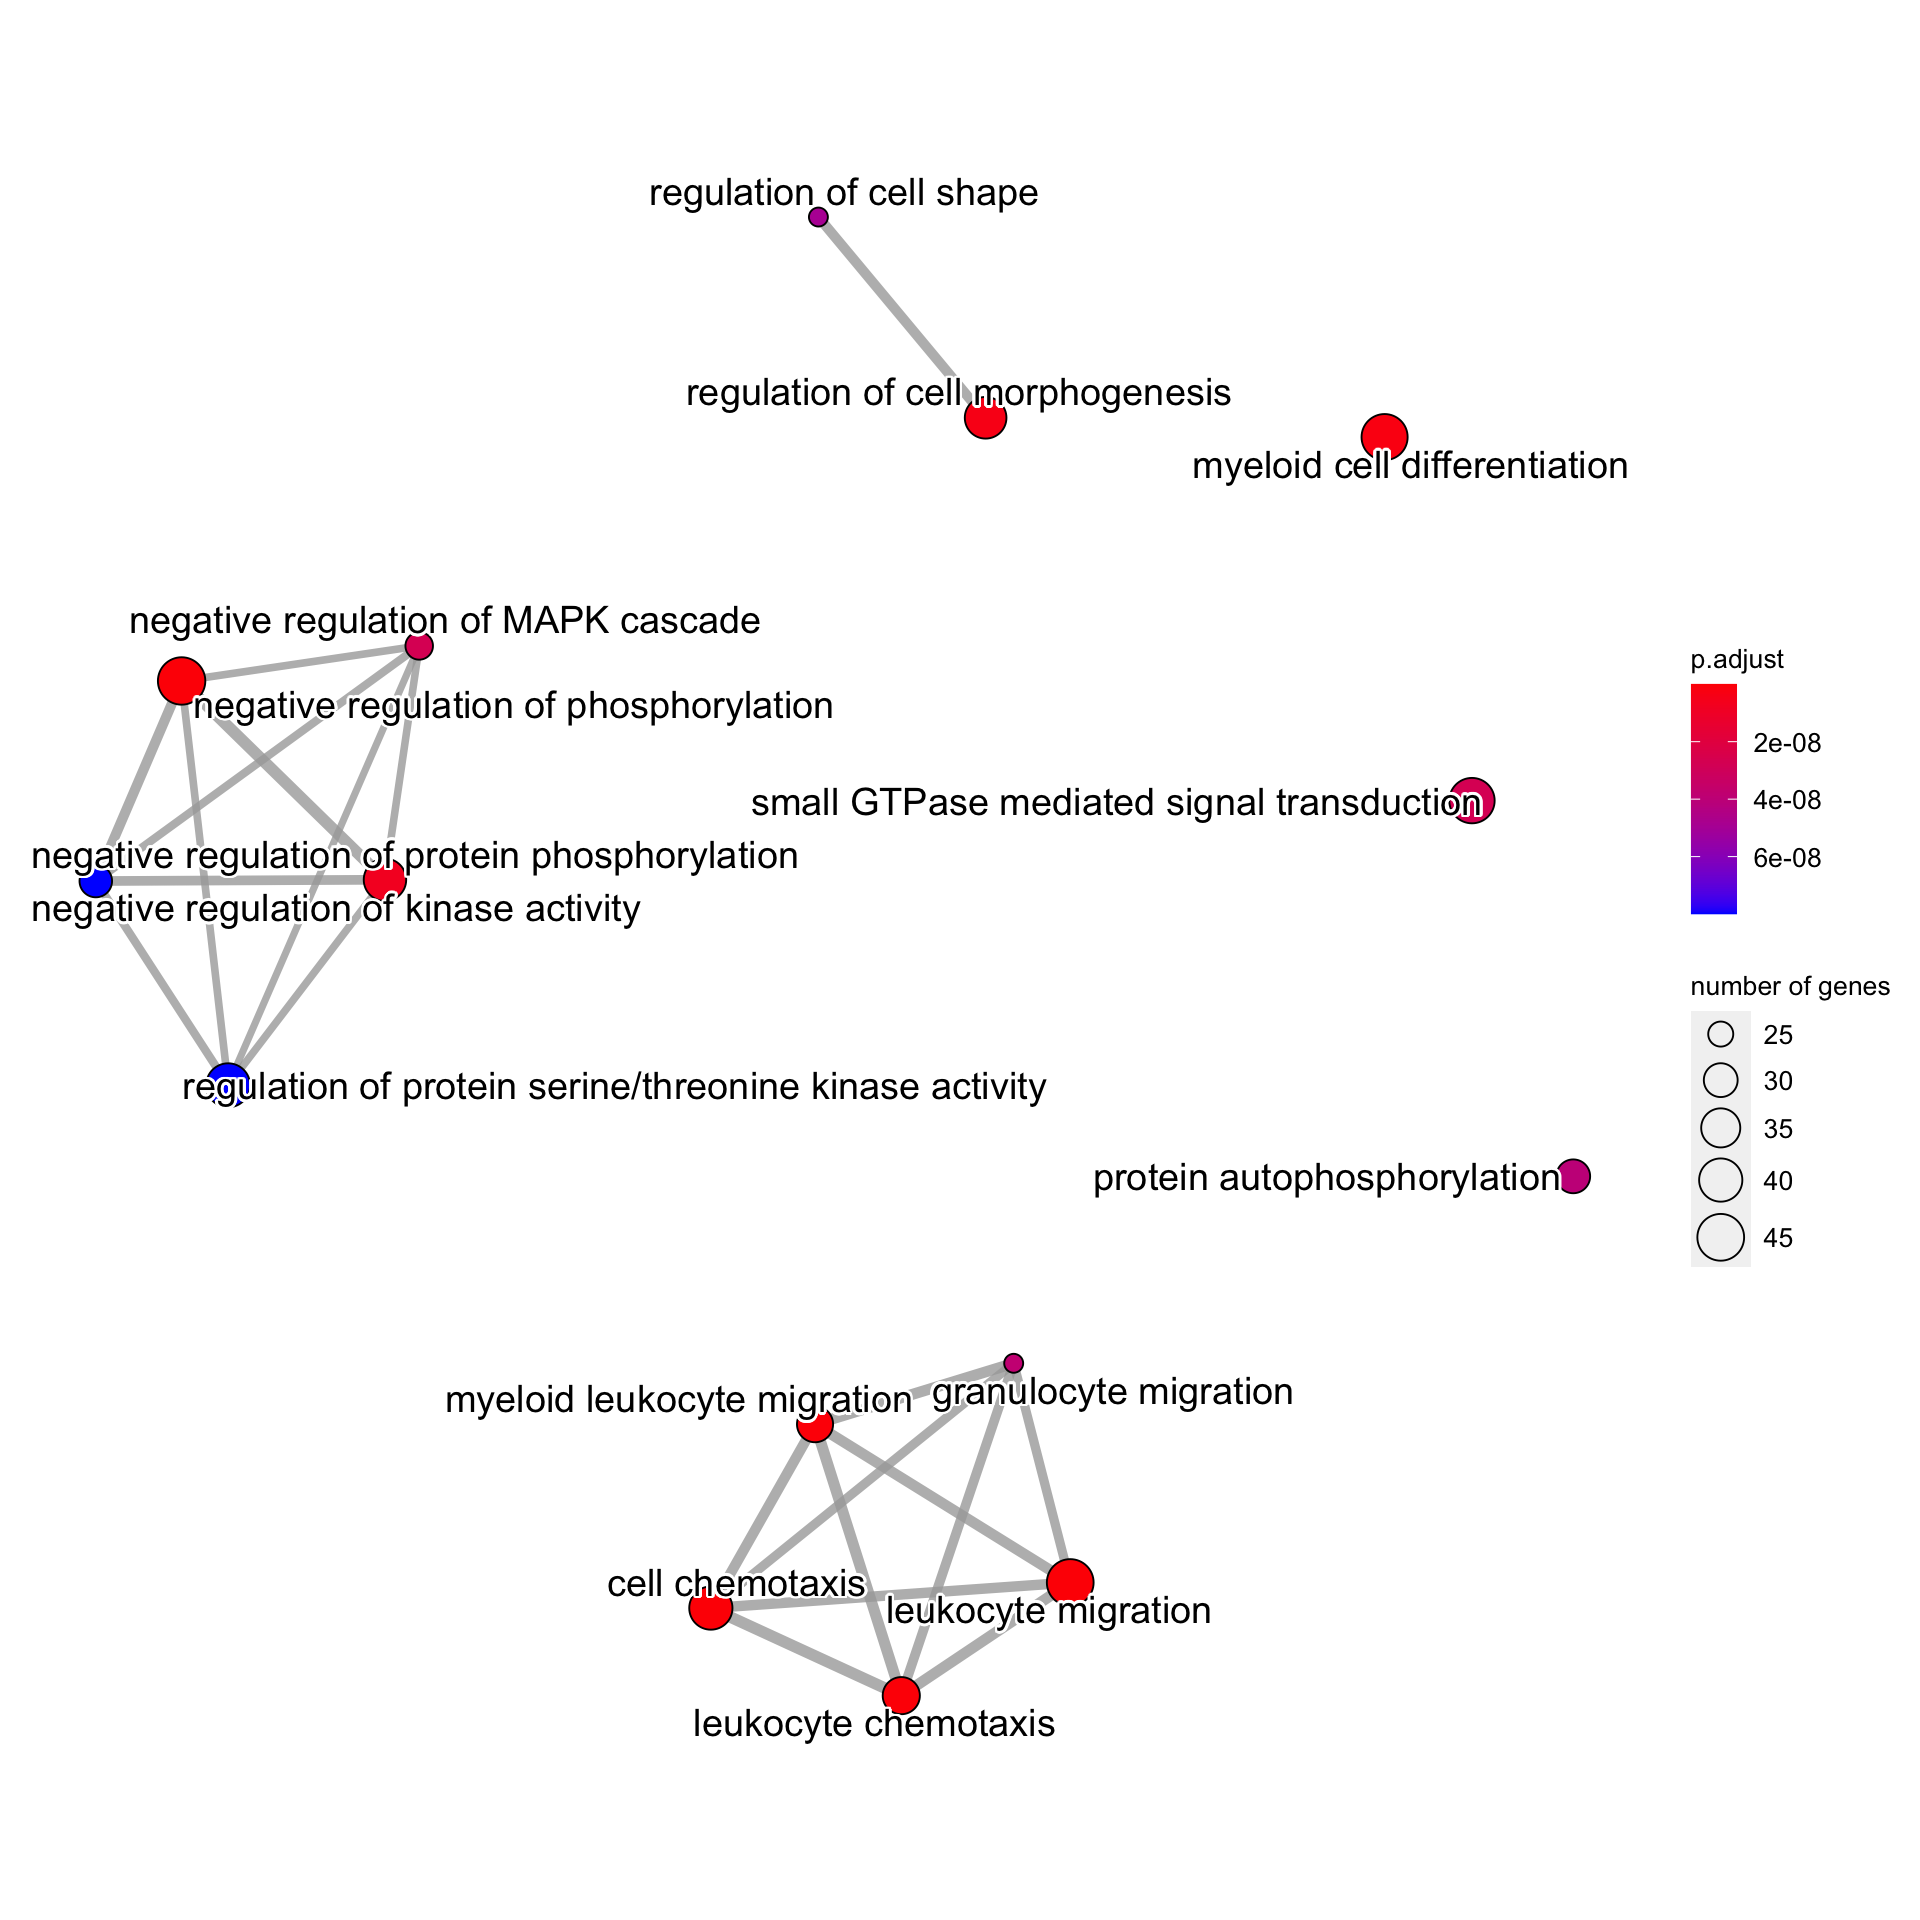 regulation of cell shape
regulation of cell morphogenesis
myeloid cell differentiation
negative regulation of MAPK cascade
negative regulation of phosphorylation
small GTPase mediated signal transduction
negative regulation of protein phosphorylation
negative regulation of kinase activity
regulation of protein serine/threonine kinase activity
protein autophosphorylation
myeloid leukocyte migration
granulocyte migration
cell chemotaxis
leukocyte migration
leukocyte chemotaxis
p.adjust
2e-08
4e-08
6e-08
number of genes
25
30
35
40
45